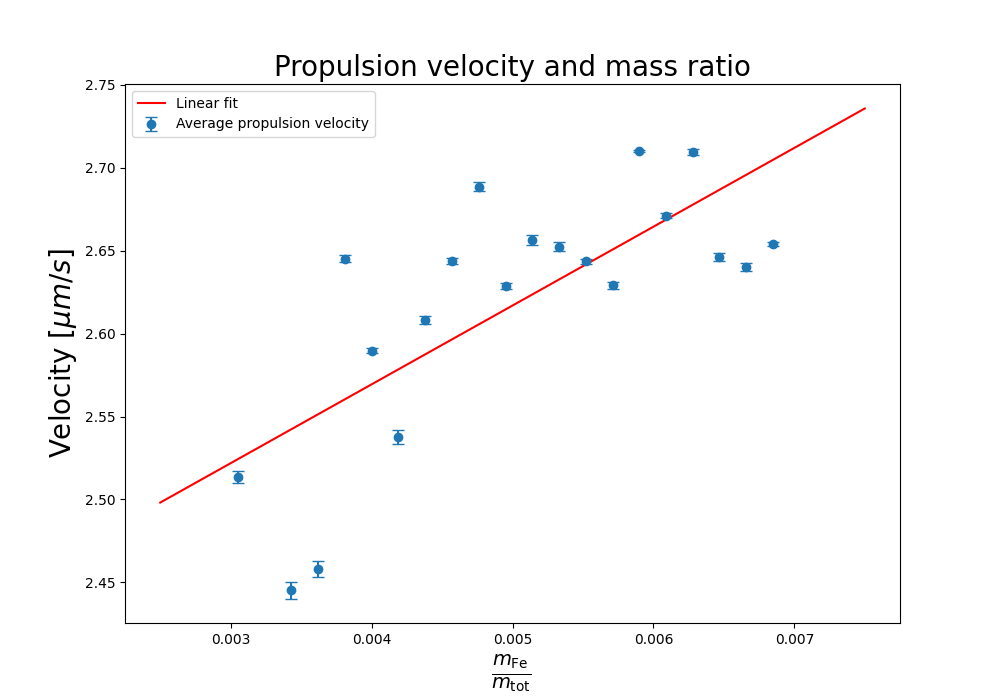 Propulsion velocity and mass ratio
Linear fit
Average propulsion velocity
Velocity [μm/s]
2.75
2.70
2.65
2.60
2.55
2.50
2.45
0.003 0.004 0.005 0.006 0.007
m_Fe
m_tot